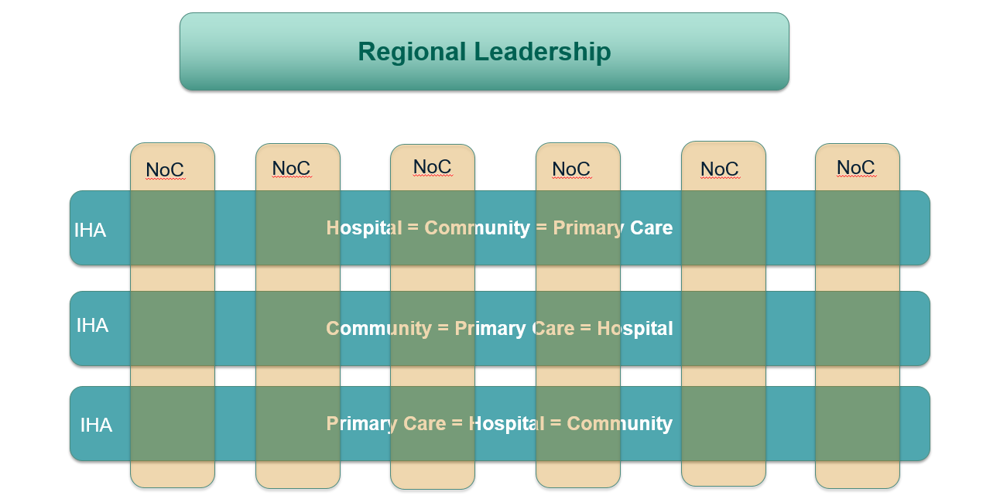 Regional Leadership
NoC NoC NoC NoC NoC NoC
IHA Hospital = Community = Primary Care
IHA Community = Primary Care = Hospital
IHA Primary Care = Hospital = Community